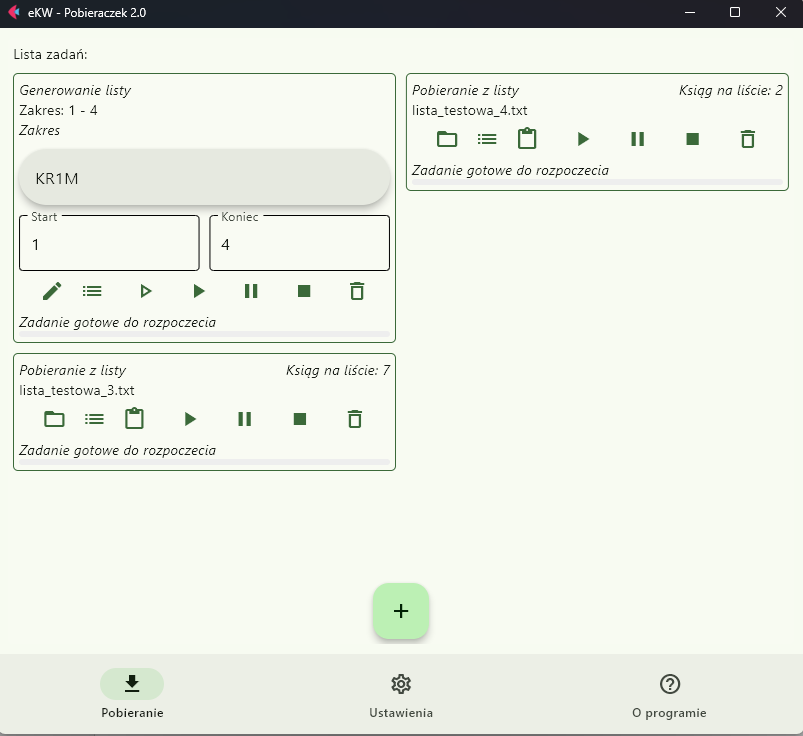 eKW - Pobieraczek 2.0
Lista zadań:
Generowanie listy
Zakres: 1 - 4
Zakres
KR1M
Start
1
Koniec
4
Zadanie gotowe do rozpoczecia
Pobieranie z listy
Ksiąg na liście: 7
lista_testowa_3.txt
Zadanie gotowe do rozpoczecia
Pobieranie z listy
Ksiąg na liście: 2
lista_testowa_4.txt
Zadanie gotowe do rozpoczecia
Pobieranie
Ustawienia
O programie